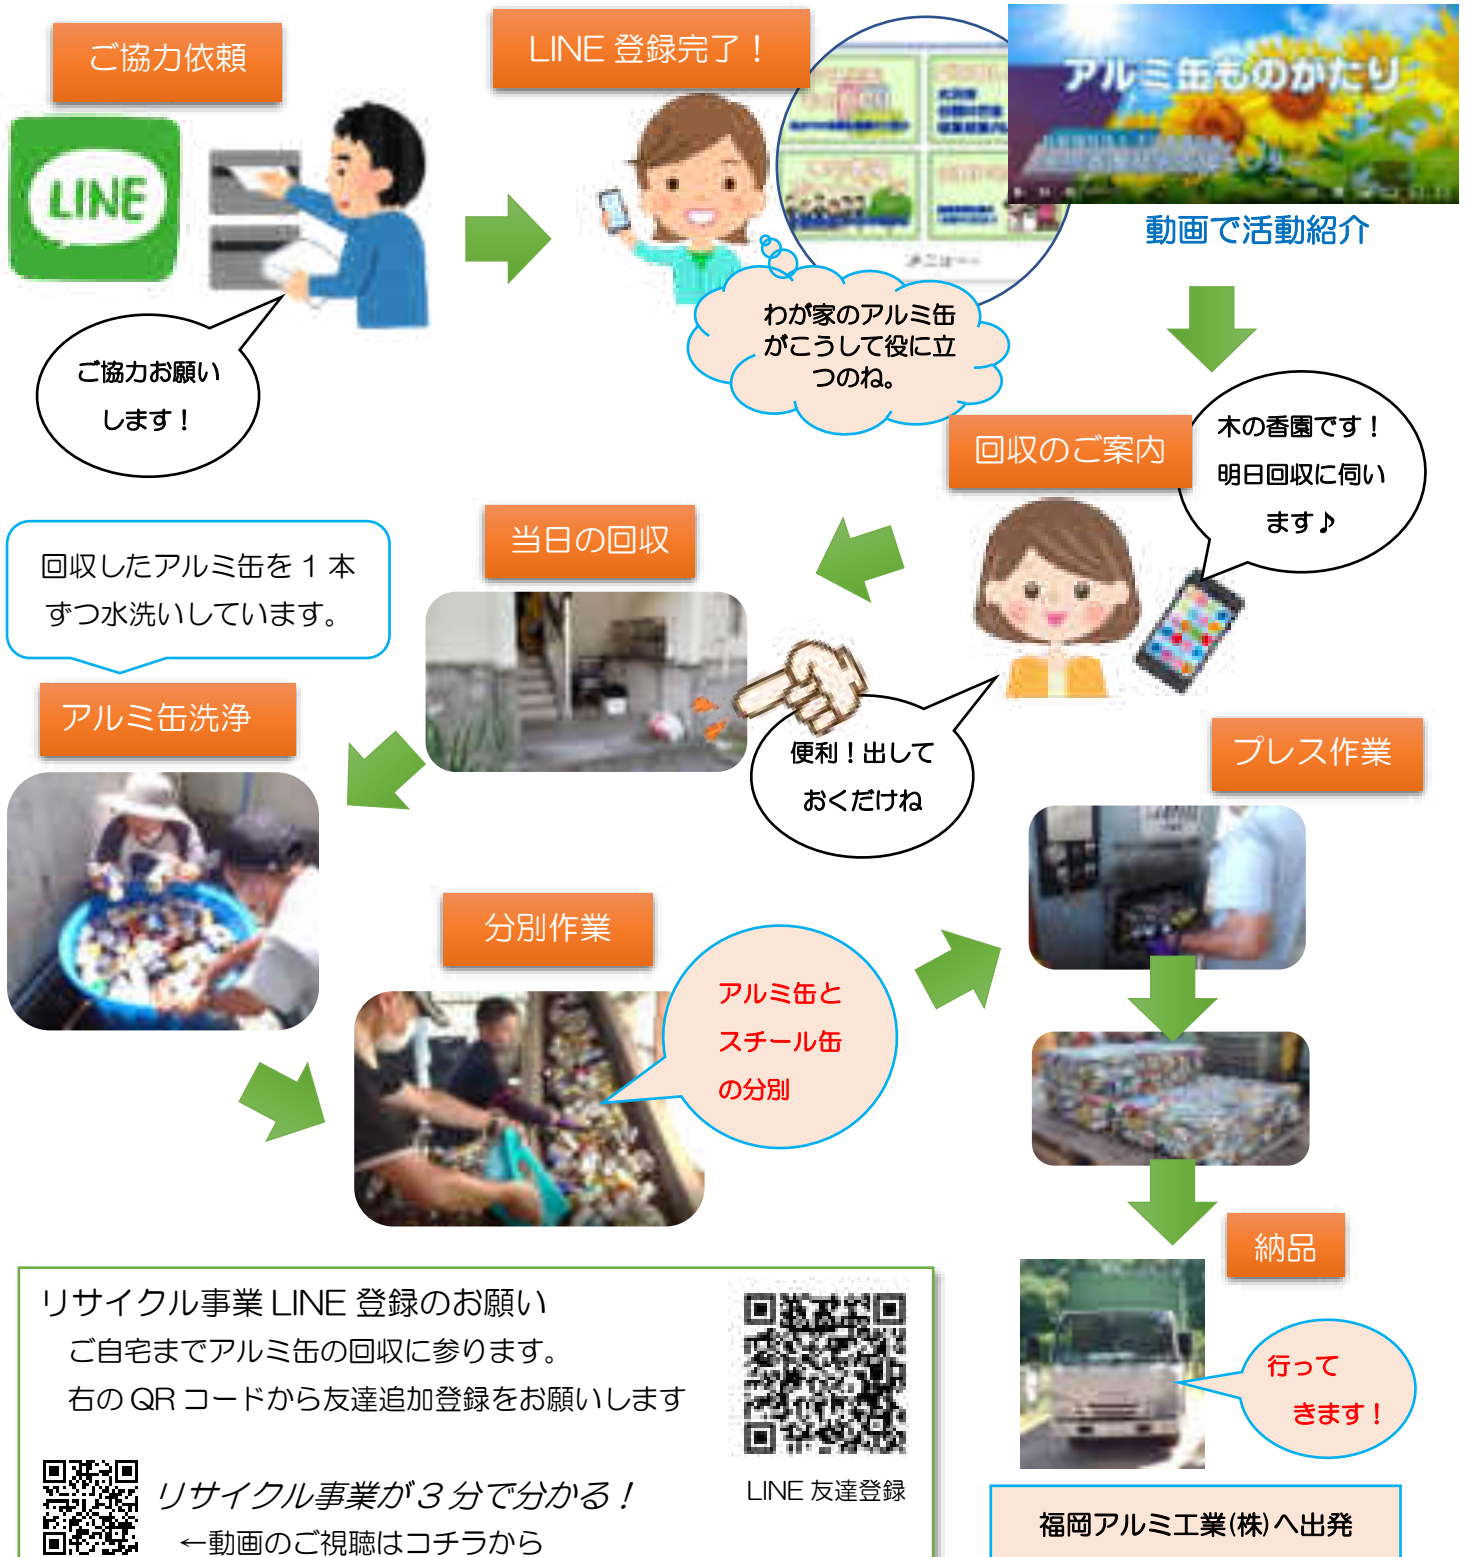 ご協力依頼
LINE
ご協力お願い
します！
LINE 登録完了！
メニュー
わが家のアルミ缶
がこうして役に立
つのね。
アルミ缶ものがたり
動画で活動紹介
回収のご案内
木の香園です！
明日回収に伺い
ます♪
便利！出して
おくだけね
当日の回収
回収したアルミ缶を 1 本
ずつ水洗いしています。
アルミ缶洗浄
分別作業
アルミ缶と
スチール缶
の分別
プレス作業
納品
行って
きます！
福岡アルミ工業(株)へ出発
リサイクル事業 LINE 登録のお願い
ご自宅までアルミ缶の回収に参ります。
右の QR コードから友達追加登録をお願いします
LINE 友達登録
リサイクル事業が３分で分かる！
←動画のご視聴はコチラから